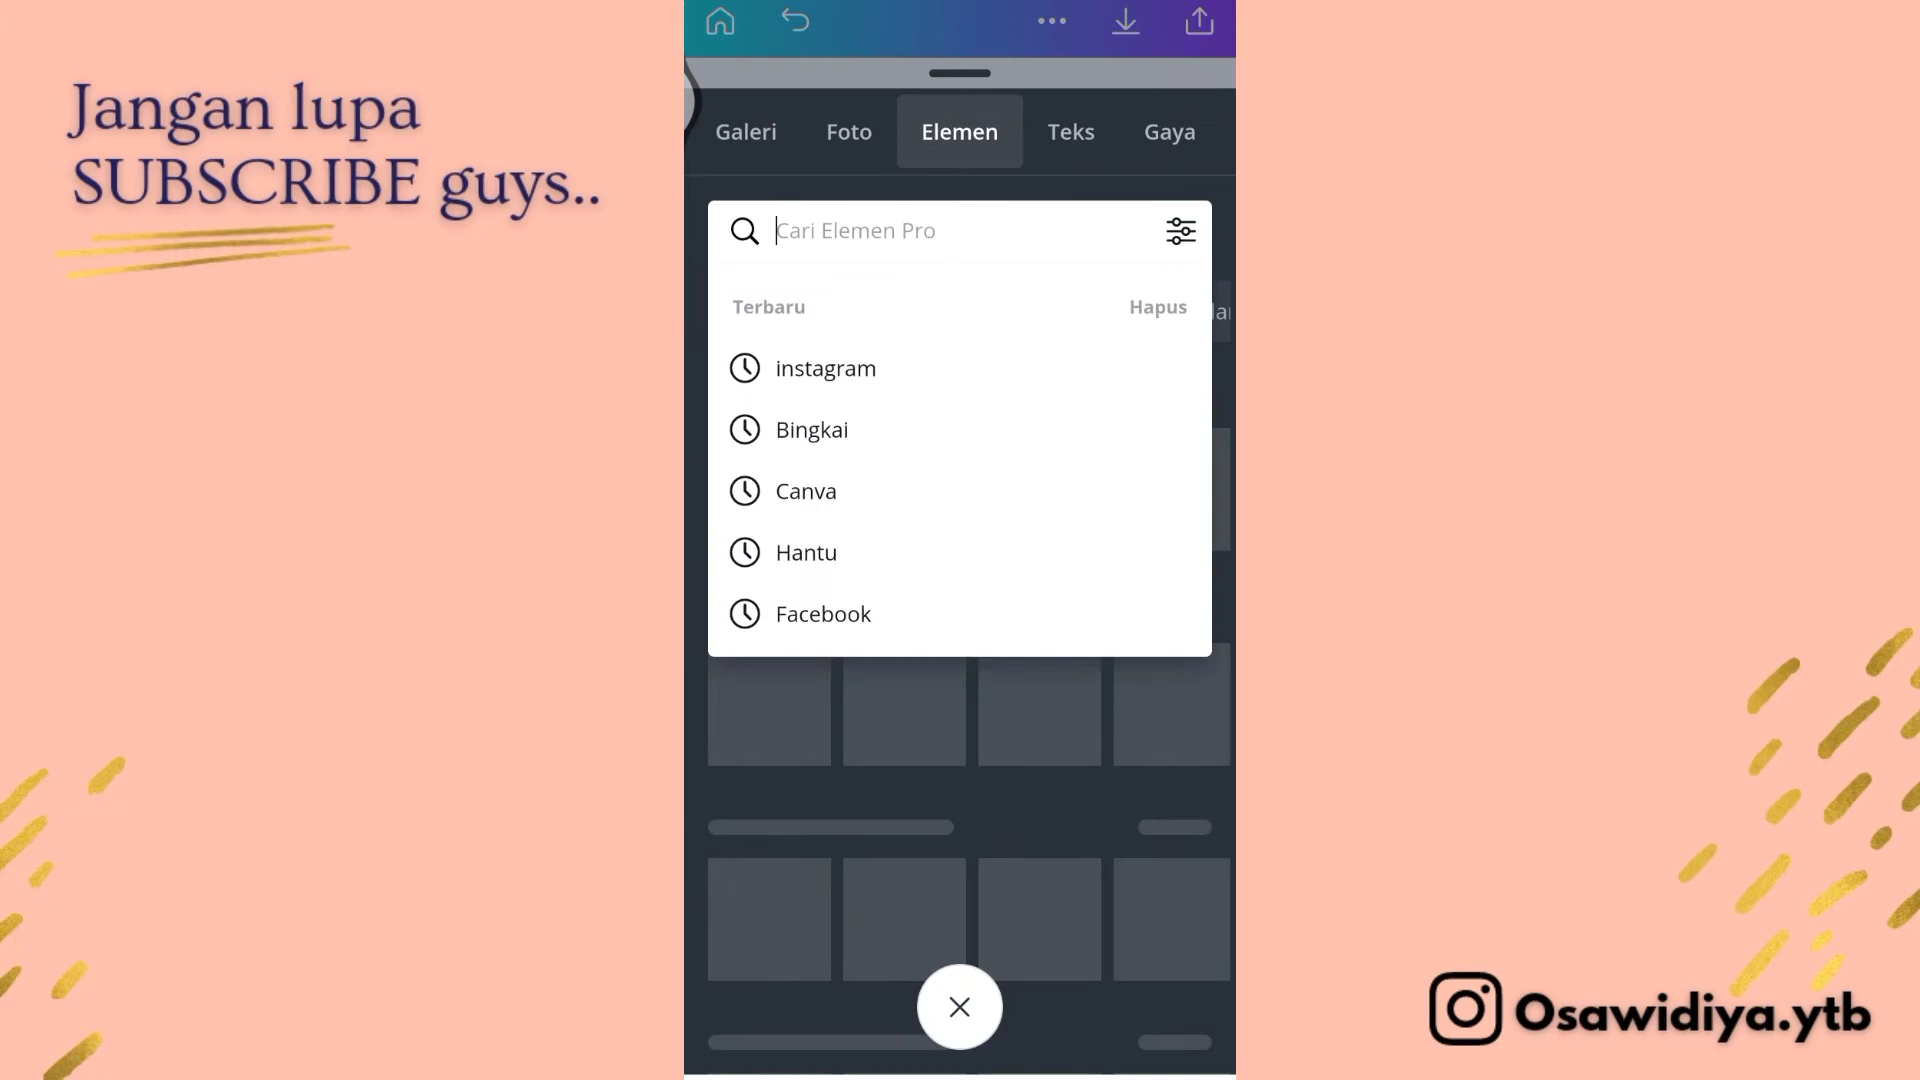 Jangan lupa
SUBSCRIBE guys..
Galeri Foto Elemen Teks Gaya
Cari Elemen Pro
Terbaru Hapus
instagram
Bingkai
Canva
Hantu
Facebook
Osawidiya.ytb